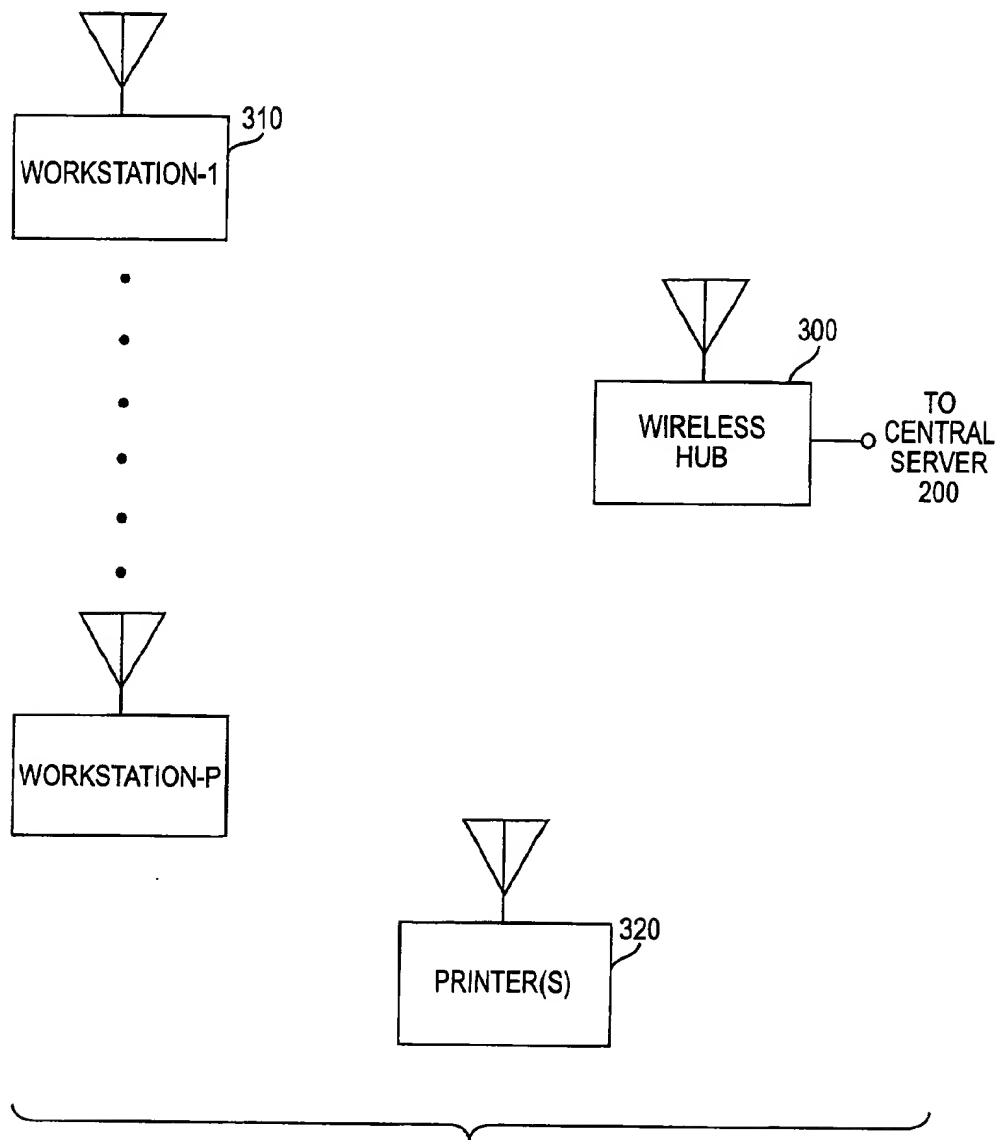 310
WORKSTATION-1
300
WIRELESS
HUB
TO
CENTRAL
SERVER
200
WORKSTATION-P
320
PRINTER(S)